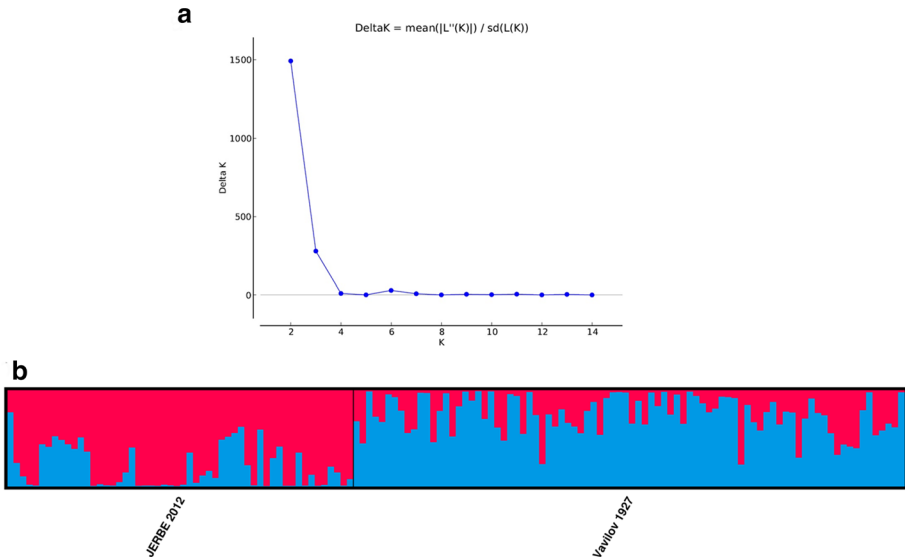 a
DeltaK = mean(|L''(K)|) / sd(L(K))
1500
1000
500
0
Delta K
2 4 6 8 10 12 14
K
b
JERBE 2012
Vavilov 1927